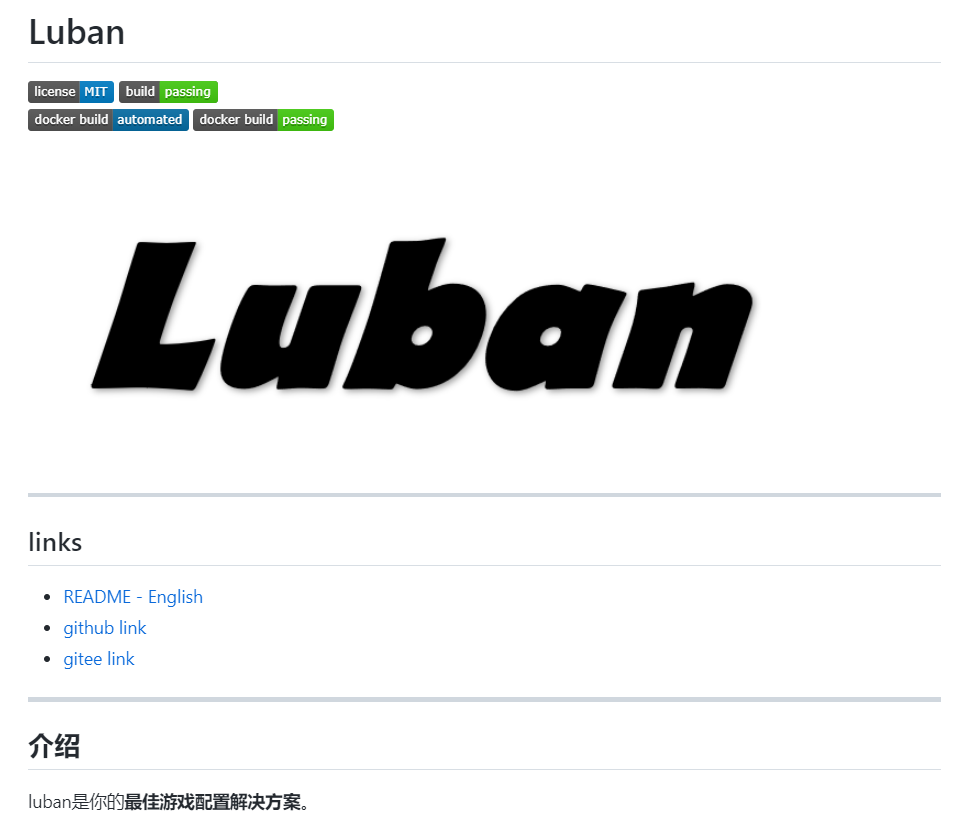 Luban
license MIT build passing
docker build automated docker build passing
Luban
links
README - English
github link
gitee link
介绍
luban是你的最佳游戏配置解决方案。